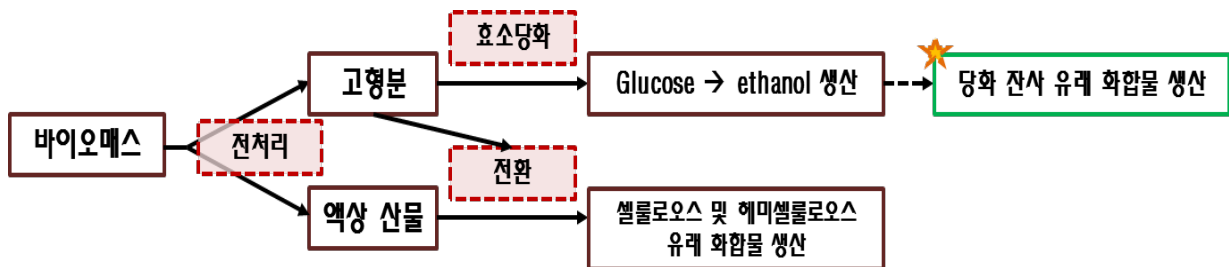 효소당화
고형분
Glucose → ethanol 생산
당화 잔사 유래 화합물 생산
바이오매스
전처리
전환
액상 산물
셀룰로오스 및 헤미셀룰로오스
유래 화합물 생산